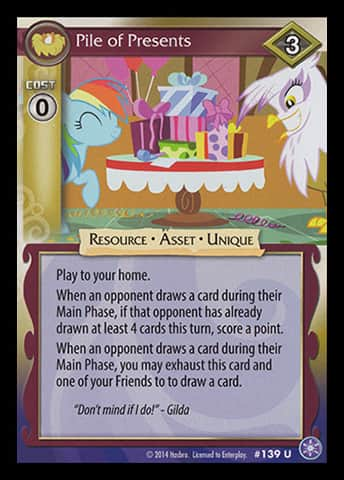 Pile of Presents
3
COST
0
RESOURCE • ASSET • UNIQUE
Play to your home.
When an opponent draws a card during their
Main Phase, if that opponent has already
drawn at least 4 cards this turn, score a point.
When an opponent draws a card during their
Main Phase, you may exhaust this card and
one of your Friends to to draw a card.
"Don't mind if I do!" - Gilda
© 2014 Hasbro. Licensed to Enterplay. #139 U